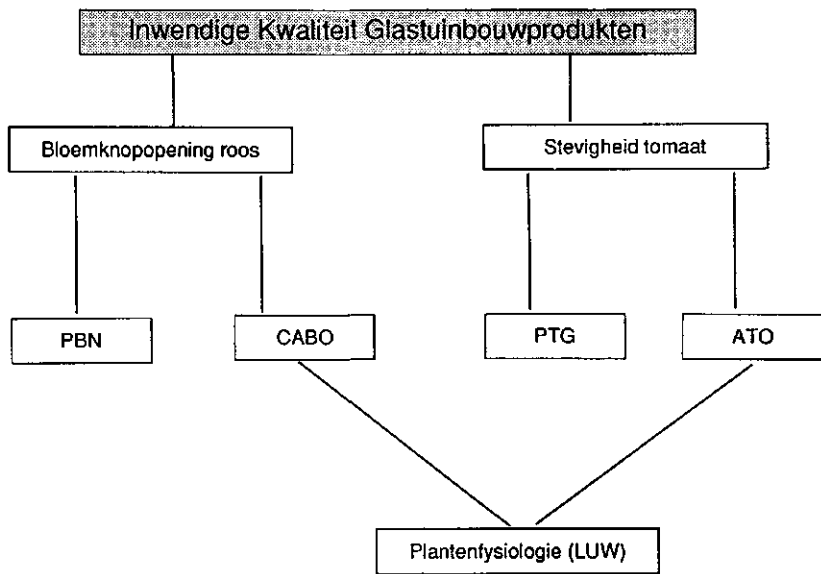 Inwendige Kwaliteit Glastuinbouwprodukten
Bloemknopopening roos
Stevigheid tomaat
PBN
CABO
PTG
ATO
Plantenfysiologie (LUW)